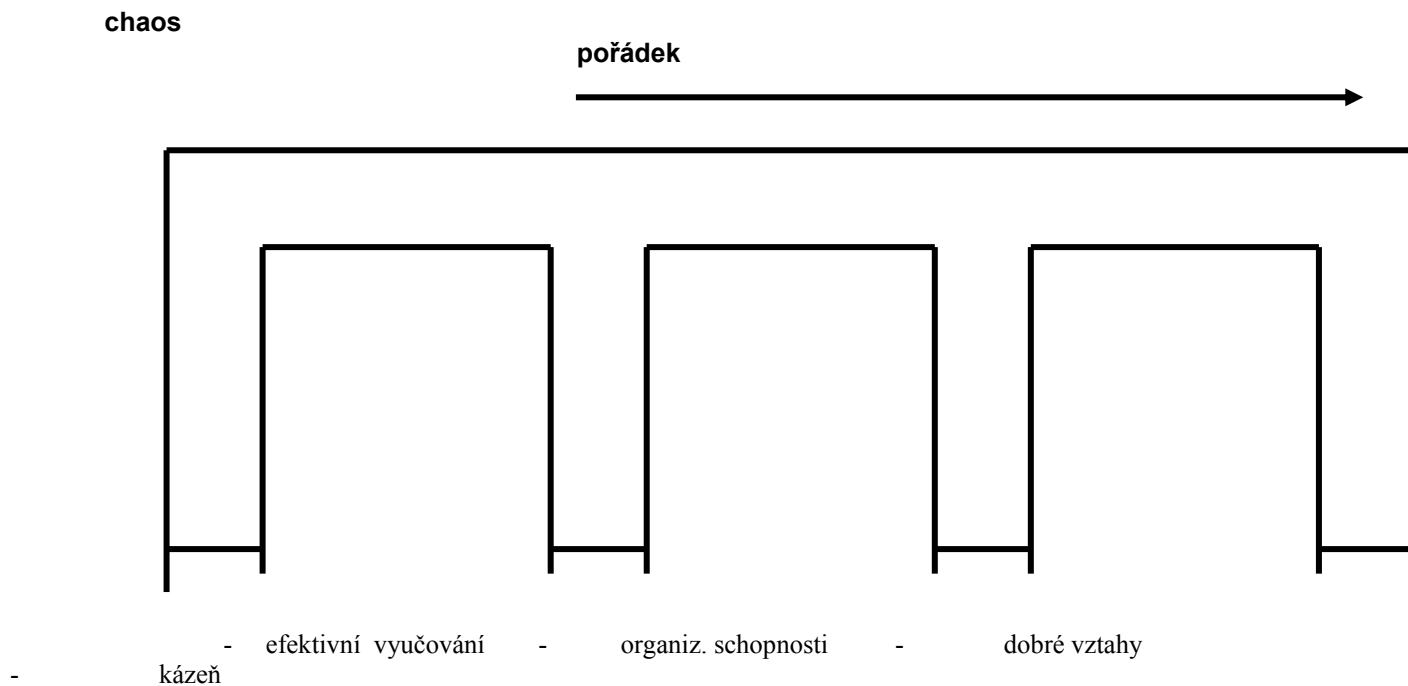 chaos
pořádek
- efektivní vyučování - organiz. schopnosti - dobré vztahy
- kázeň